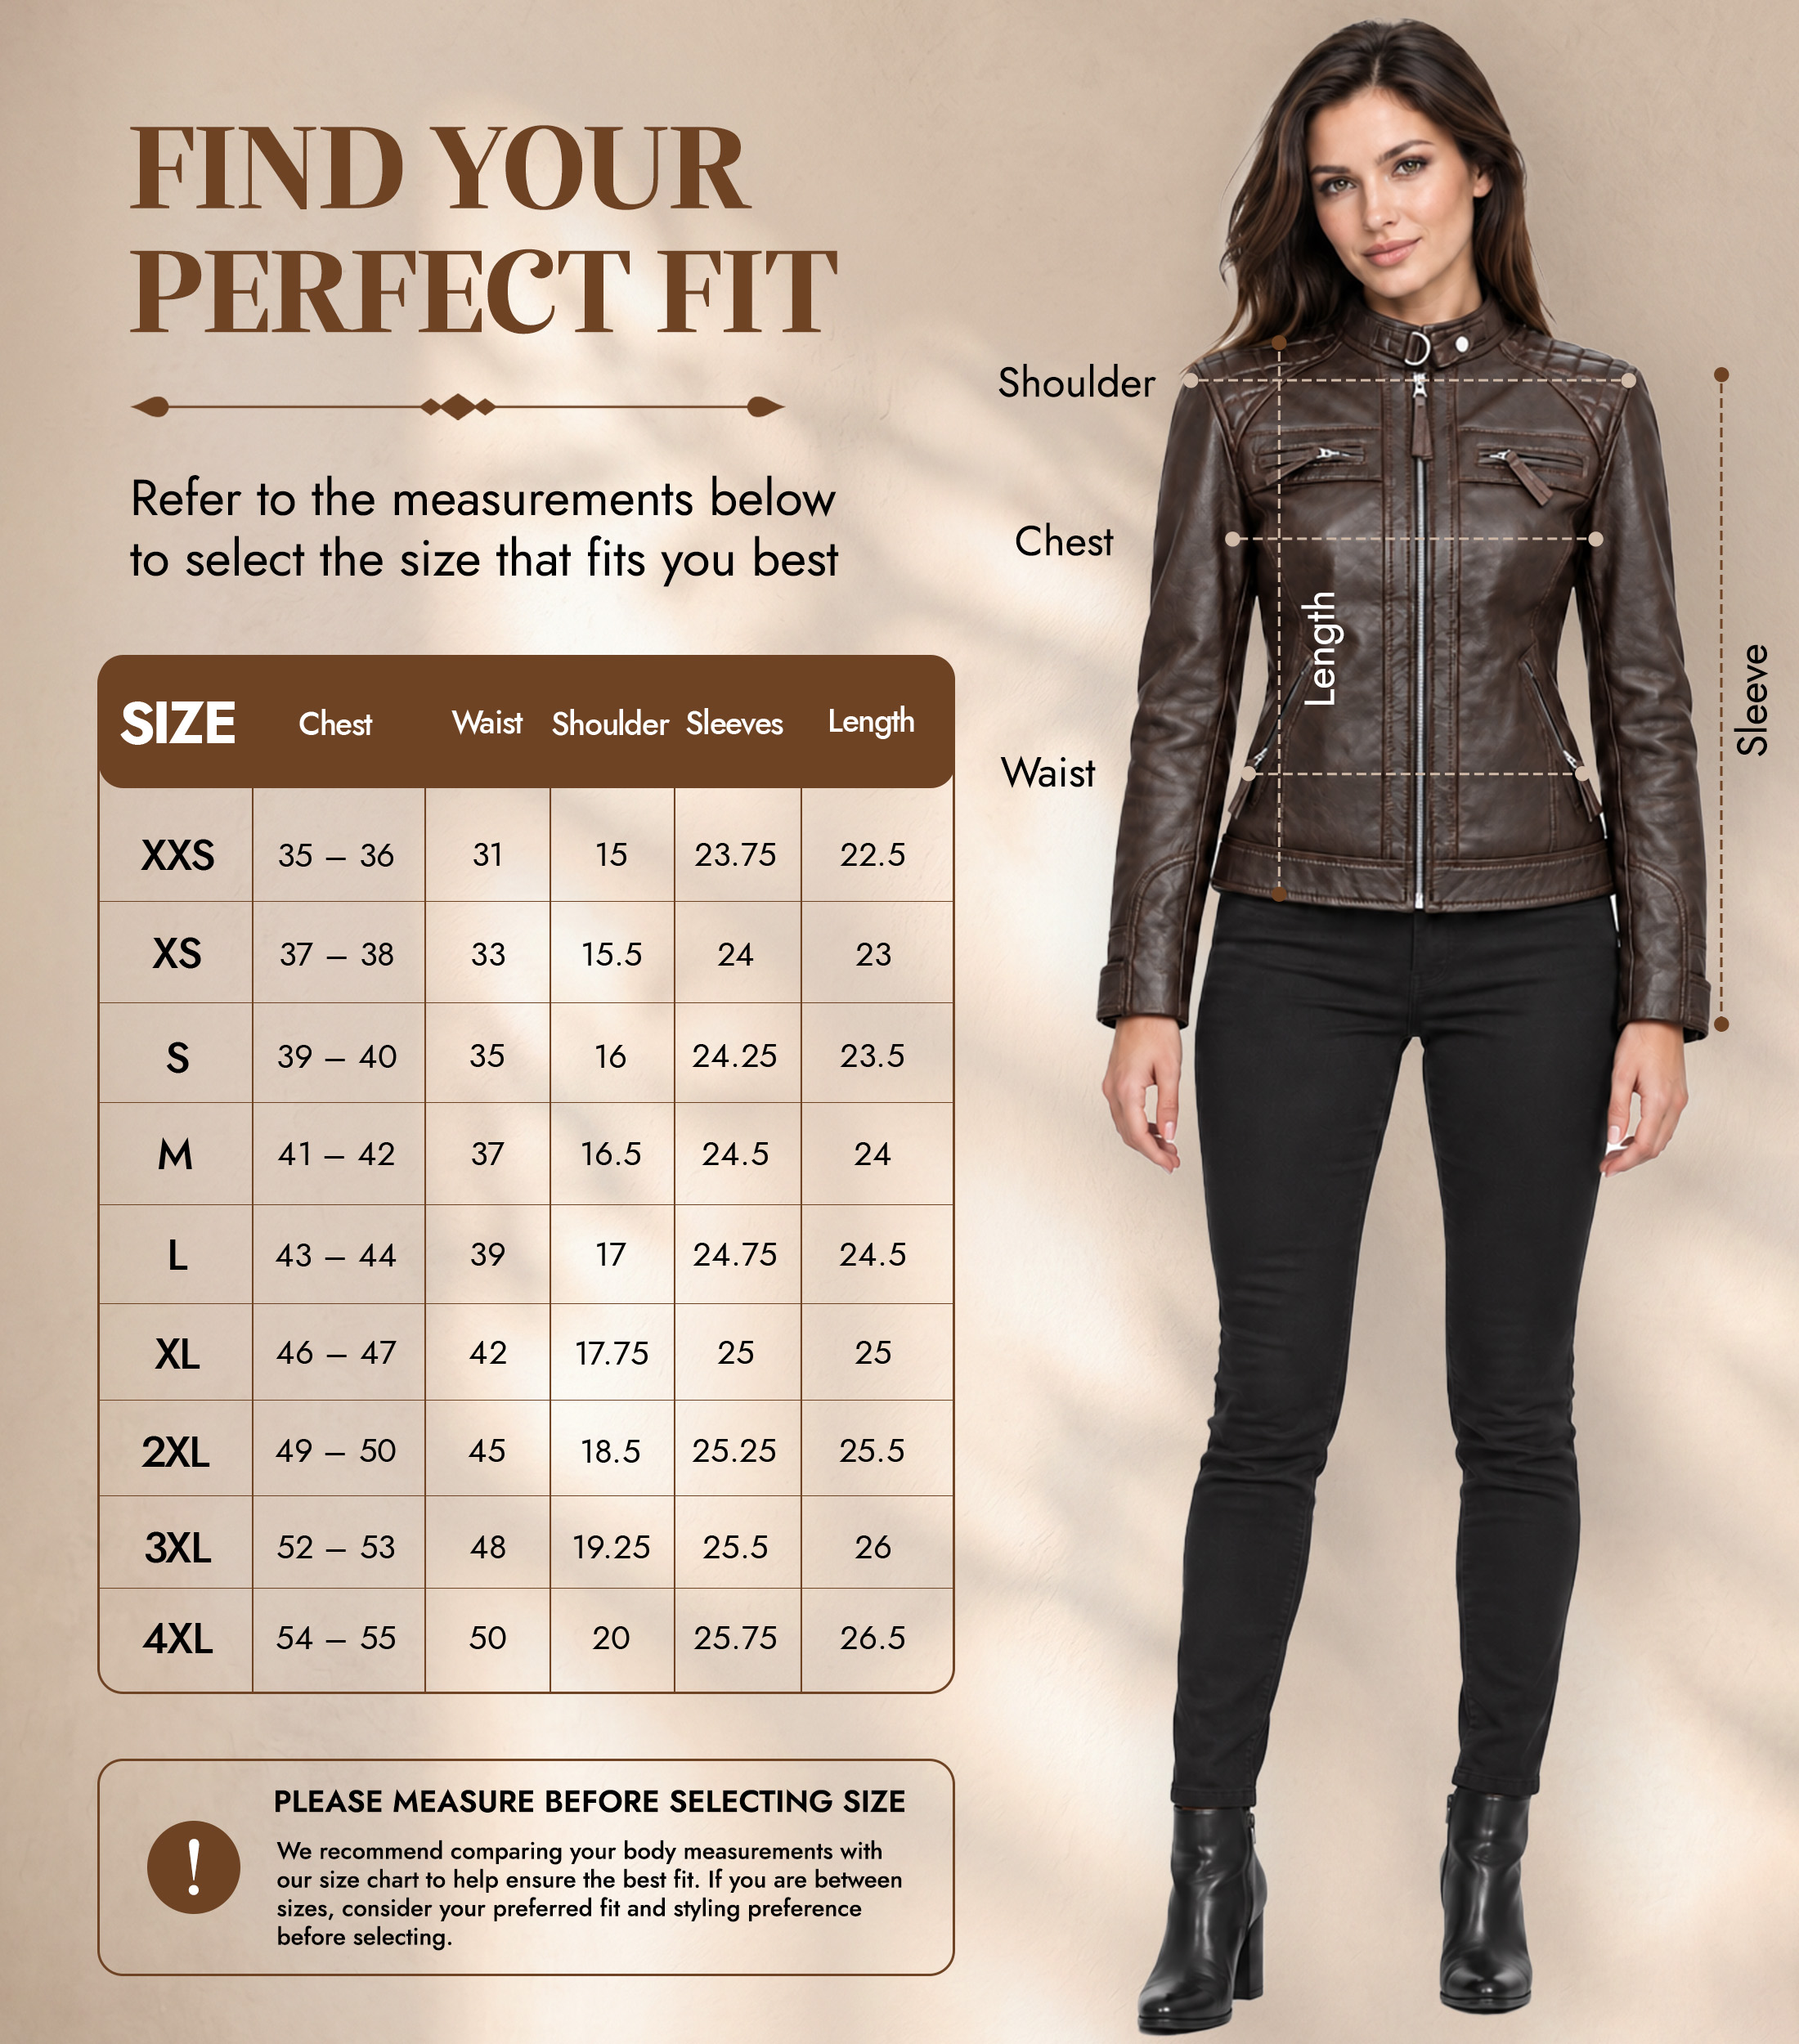 FIND YOUR
PERFECT FIT
Refer to the measurements below
to select the size that fits you best
SIZE Chest Waist Shoulder Sleeves Length
XXS 35 – 36 31 15 23.75 22.5
XS 37 – 38 33 15.5 24 23
S 39 – 40 35 16 24.25 23.5
M 41 – 42 37 16.5 24.5 24
L 43 – 44 39 17 24.75 24.5
XL 46 – 47 42 17.75 25 25
2XL 49 – 50 45 18.5 25.25 25.5
3XL 52 – 53 48 19.25 25.5 26
4XL 54 – 55 50 20 25.75 26.5
!
PLEASE MEASURE BEFORE SELECTING SIZE
We recommend comparing your body measurements with
our size chart to help ensure the best fit. If you are between
sizes, consider your preferred fit and styling preference
before selecting.
Shoulder
Chest
Length
Waist
Sleeve